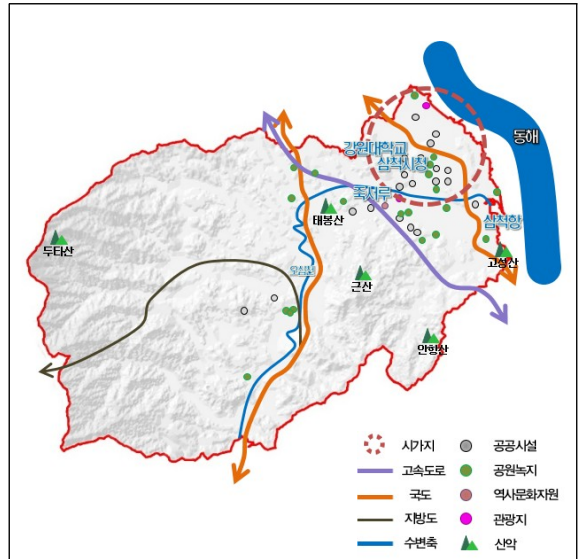 동해
강원대학교
삼척시청
죽서루
삼척항
태봉산
두타산
오십천
고성산
근산
안항산
시가지
공공시설
고속도로
공원녹지
국도
역사문화자원
지방도
관광지
수변축
산악